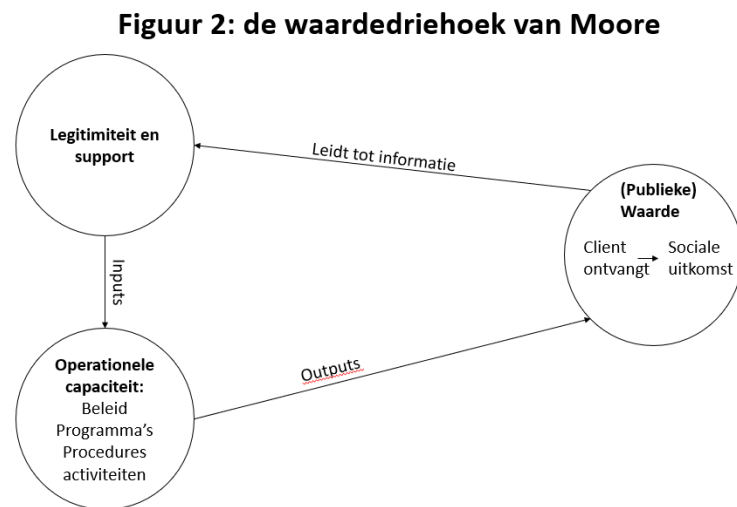 Figuur 2: de waardedriehoek van Moore
Legitimiteit en
support
Leidt tot informatie
(Publieke)
Waarde
Client
ontvangt
Sociale
uitkomst
Inputs
Operationele
capaciteit:
Beleid
Programma's
Procedures
activiteiten
Outputs